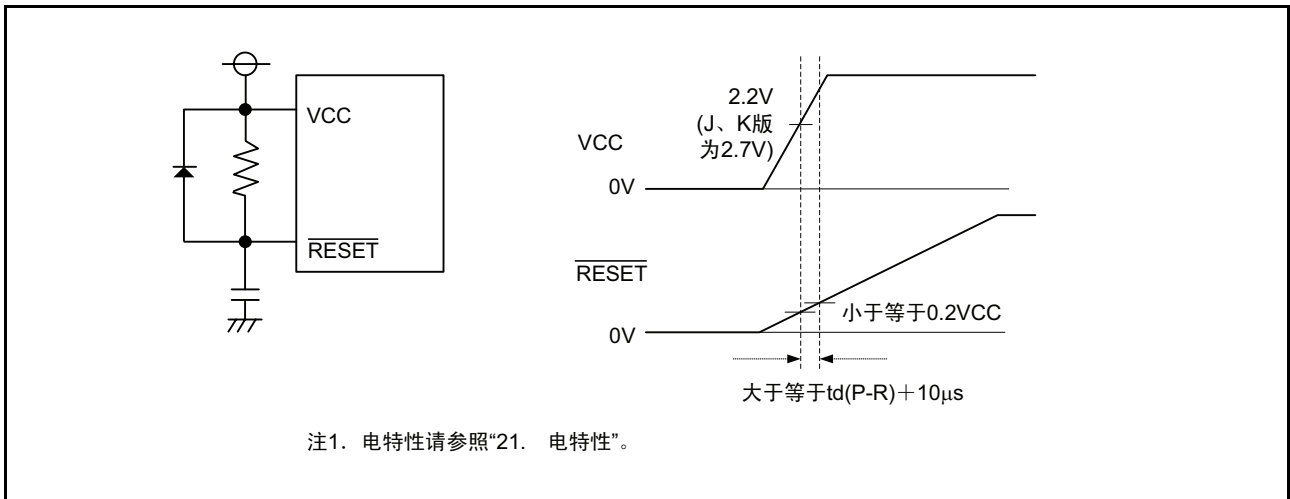 VCC
RESET
2.2V
(J、K版
为2.7V)
VCC
0V
RESET
0V
小于等于0.2VCC
大于等于td(P-R)+10μs
注1. 电特性请参照“21. 电特性”。